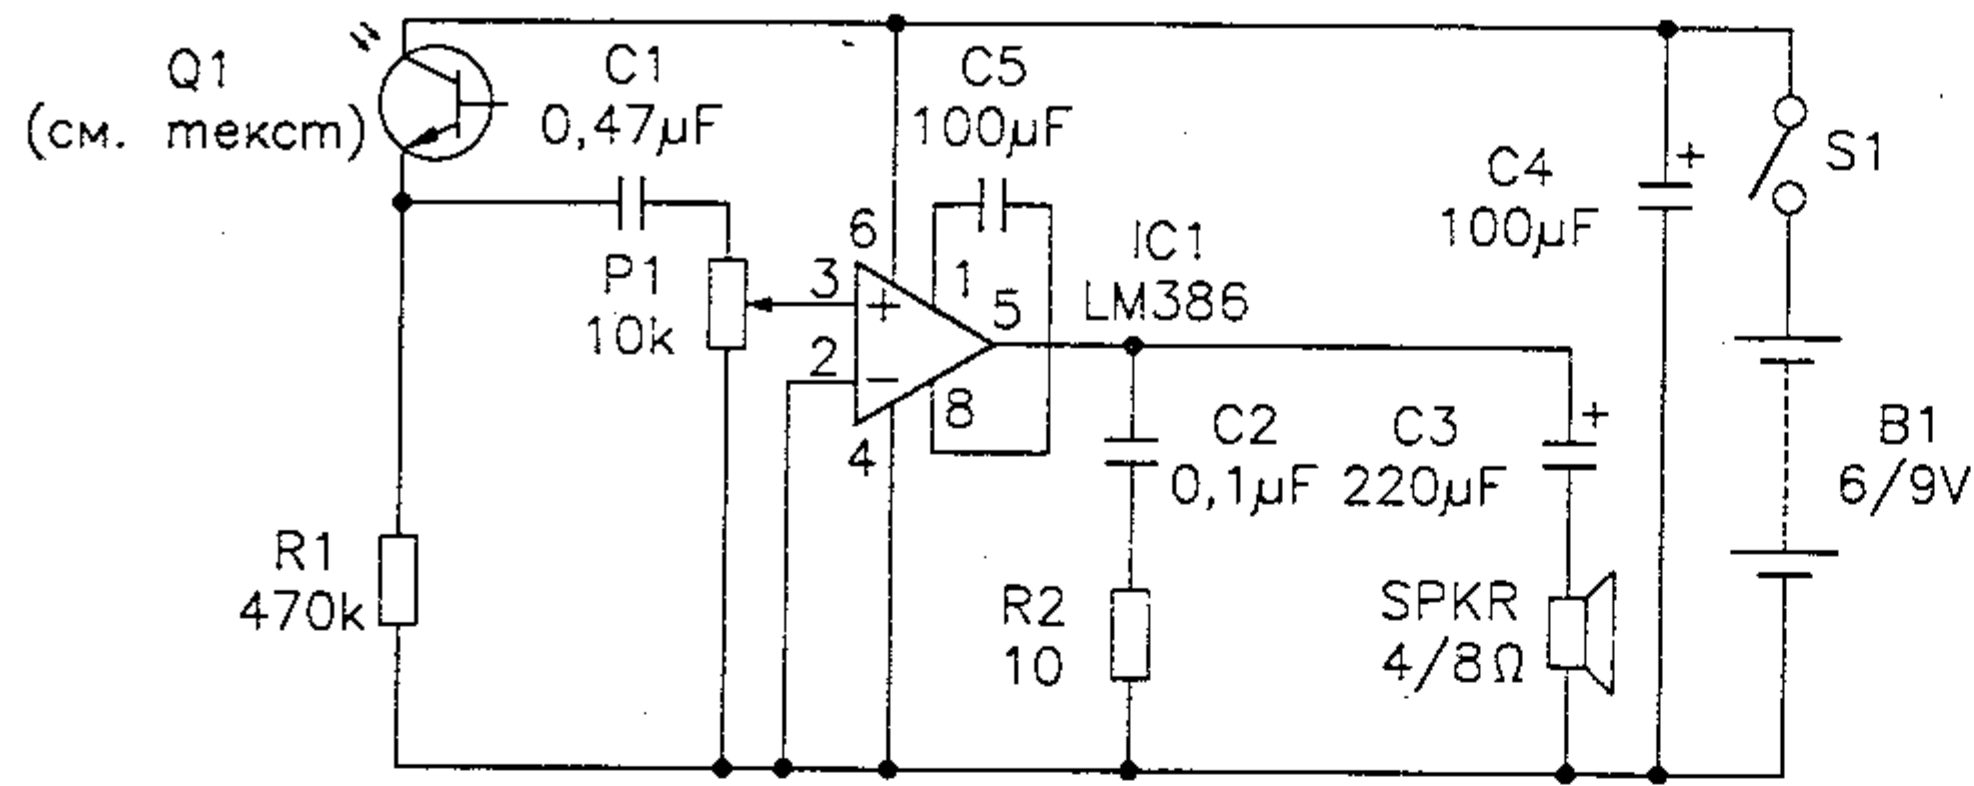 Q1
(см. текст)
C1
0,47µF
C5
100µF
C4
100µF
+
S1
6
1
3
+
5
2
−
8
4
P1
10k
IC1
LM386
C2
0,1µF
C3
220µF
+
B1
6/9V
R1
470k
R2
10
SPKR
4/8Ω